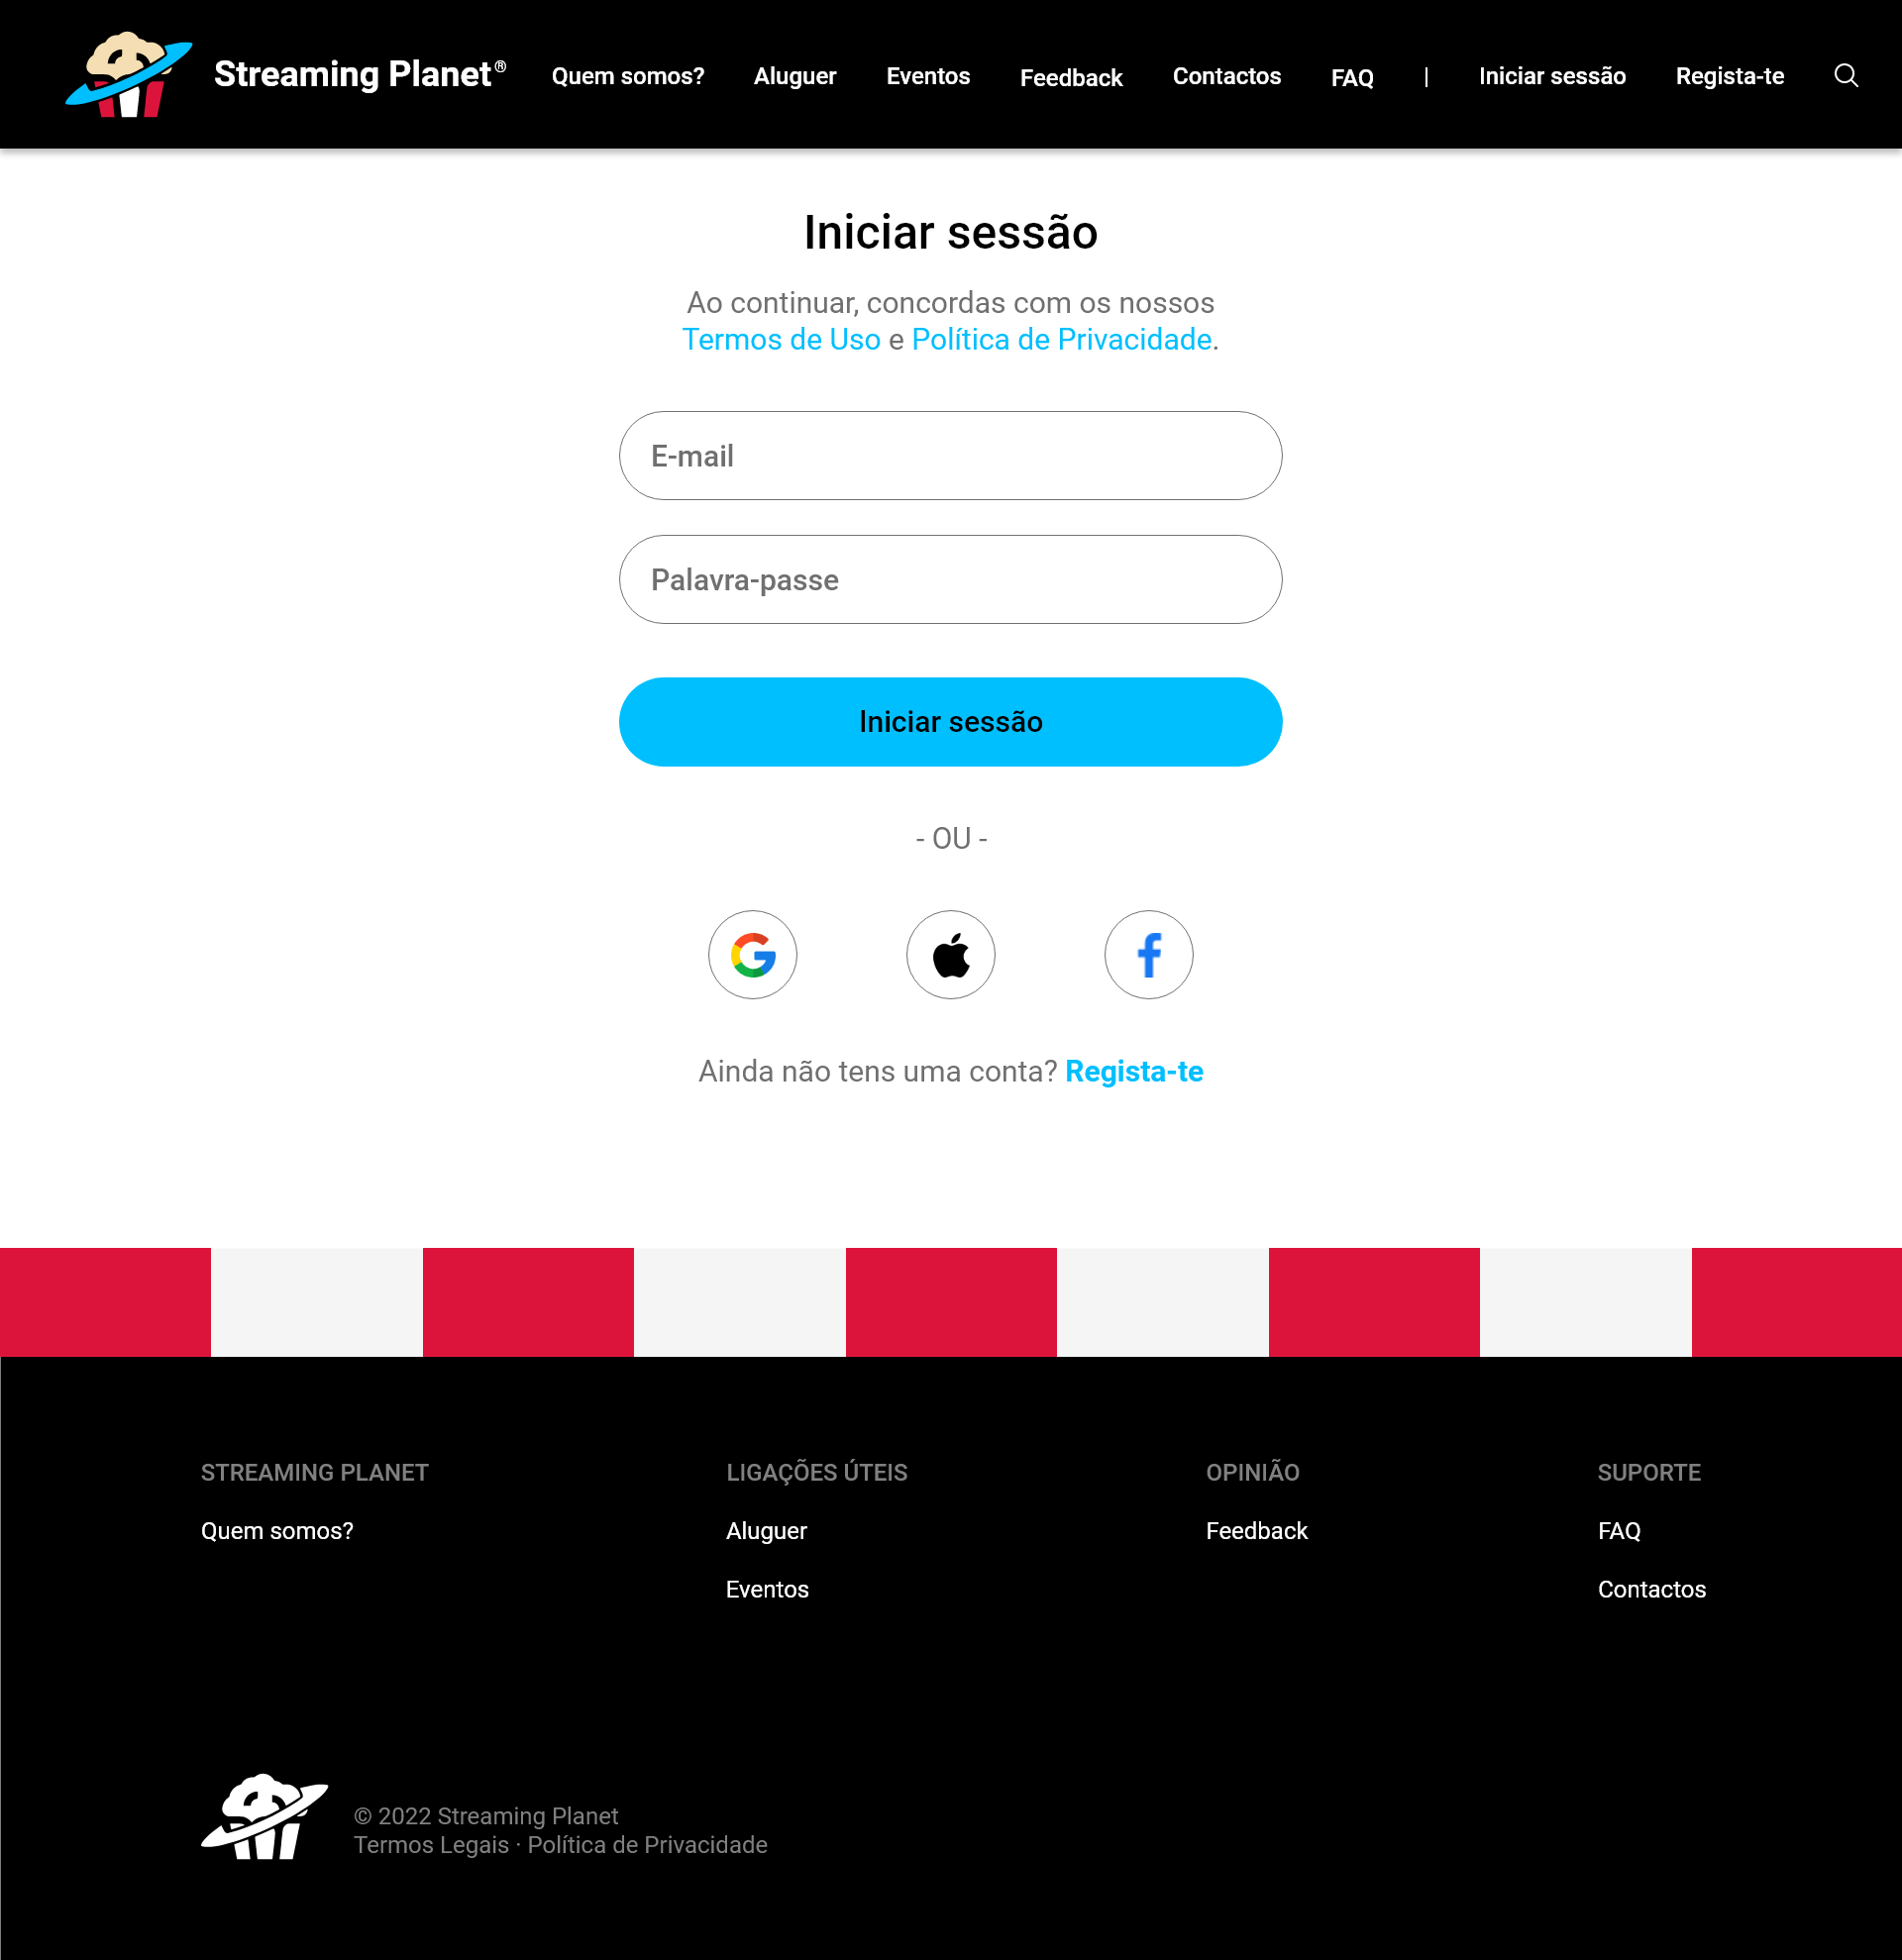 Streaming Planet® Quem somos? Aluguer Eventos Feedback Contactos FAQ | Iniciar sessão Regista-te
Iniciar sessão
Ao continuar, concordas com os nossos
Termos de Uso e Política de Privacidade.
E-mail
Palavra-passe
Iniciar sessão
- OU -
Ainda não tens uma conta? Regista-te
STREAMING PLANET LIGAÇÕES ÚTEIS OPINIÃO SUPORTE
Quem somos? Aluguer Feedback FAQ
Eventos Contactos
© 2022 Streaming Planet
Termos Legais · Política de Privacidade